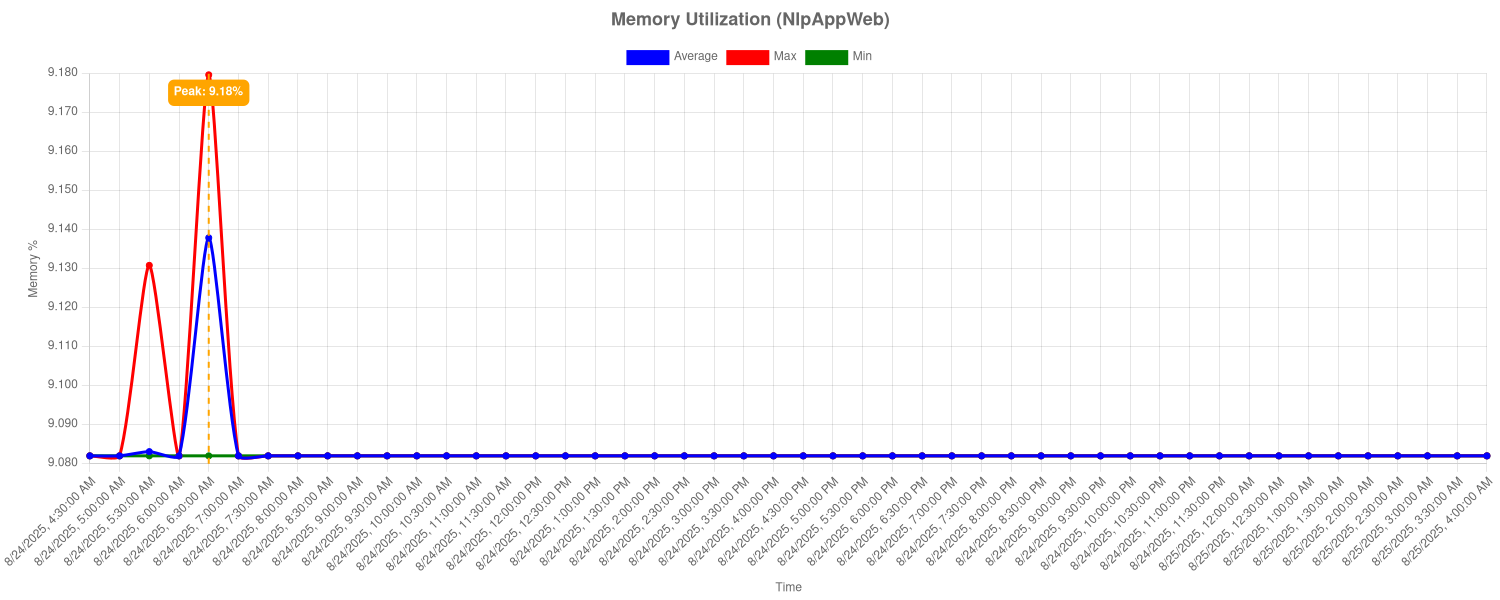 Memory Utilization (NlpAppWeb)
Average Max Min
9.180
Peak: 9.18%
9.170
9.160
9.150
9.140
9.130
9.120
9.110
9.100
9.090
9.080
Memory %
8/24/2025, 4:30:00 AM
8/24/2025, 5:00:00 AM
8/24/2025, 5:30:00 AM
8/24/2025, 6:00:00 AM
8/24/2025, 6:30:00 AM
8/24/2025, 7:00:00 AM
8/24/2025, 7:30:00 AM
8/24/2025, 8:00:00 AM
8/24/2025, 8:30:00 AM
8/24/2025, 9:00:00 AM
8/24/2025, 9:30:00 AM
8/24/2025, 10:00:00 AM
8/24/2025, 10:30:00 AM
8/24/2025, 11:00:00 AM
8/24/2025, 11:30:00 AM
8/24/2025, 12:00:00 PM
8/24/2025, 12:30:00 PM
8/24/2025, 1:00:00 PM
8/24/2025, 1:30:00 PM
8/24/2025, 2:00:00 PM
8/24/2025, 2:30:00 PM
8/24/2025, 3:00:00 PM
8/24/2025, 3:30:00 PM
8/24/2025, 4:00:00 PM
8/24/2025, 4:30:00 PM
8/24/2025, 5:00:00 PM
8/24/2025, 5:30:00 PM
8/24/2025, 6:00:00 PM
8/24/2025, 6:30:00 PM
8/24/2025, 7:00:00 PM
8/24/2025, 7:30:00 PM
8/24/2025, 8:00:00 PM
8/24/2025, 8:30:00 PM
8/24/2025, 9:00:00 PM
8/24/2025, 9:30:00 PM
8/24/2025, 10:00:00 PM
8/24/2025, 10:30:00 PM
8/24/2025, 11:00:00 PM
8/24/2025, 11:30:00 PM
8/25/2025, 12:00:00 AM
8/25/2025, 12:30:00 AM
8/25/2025, 1:00:00 AM
8/25/2025, 1:30:00 AM
8/25/2025, 2:00:00 AM
8/25/2025, 2:30:00 AM
8/25/2025, 3:00:00 AM
8/25/2025, 3:30:00 AM
8/25/2025, 4:00:00 AM
Time